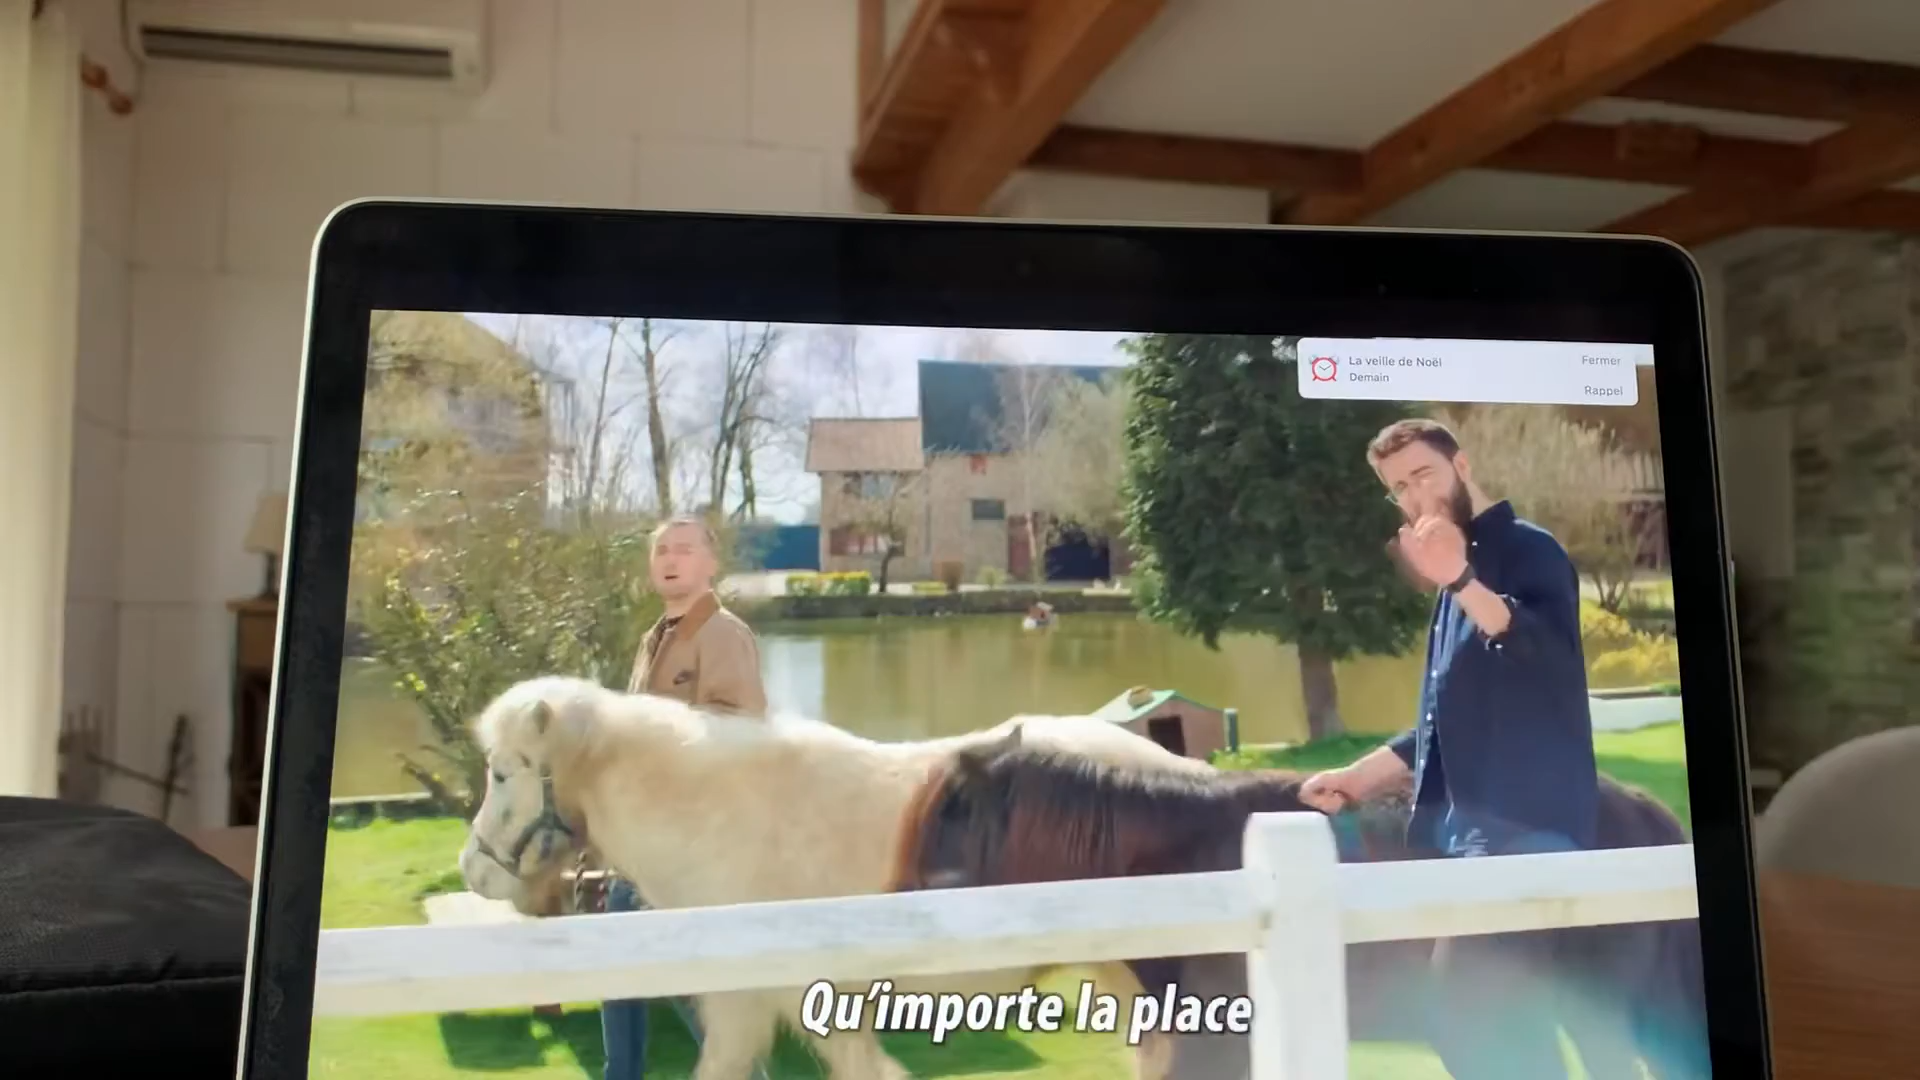 La veille de Noël
Demain
Fermer
Rappel
Qu'importe la place